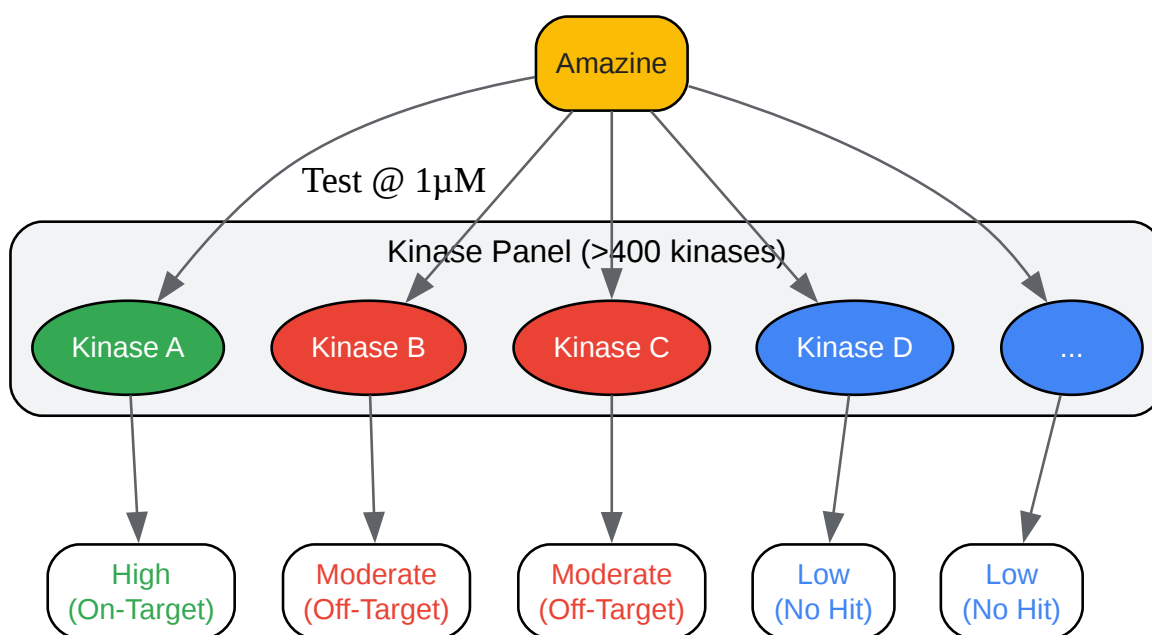 Amazine
Test @ 1µM
Kinase Panel (>400 kinases)
Kinase A
Kinase B
Kinase C
Kinase D
...
High
(On-Target)
Moderate
(Off-Target)
Moderate
(Off-Target)
Low
(No Hit)
Low
(No Hit)